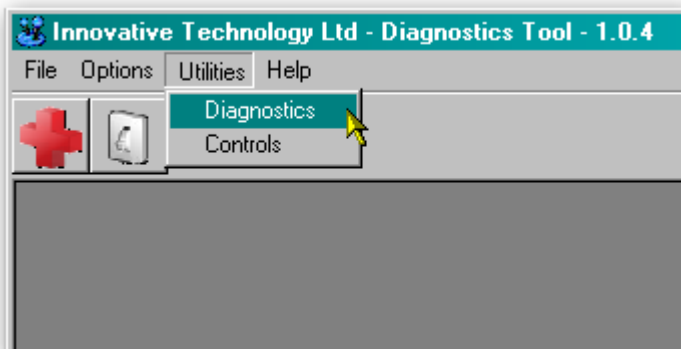 Innovative Technology Ltd - Diagnostics Tool - 1.0.4
File Options Utilities Help
Diagnostics
Controls